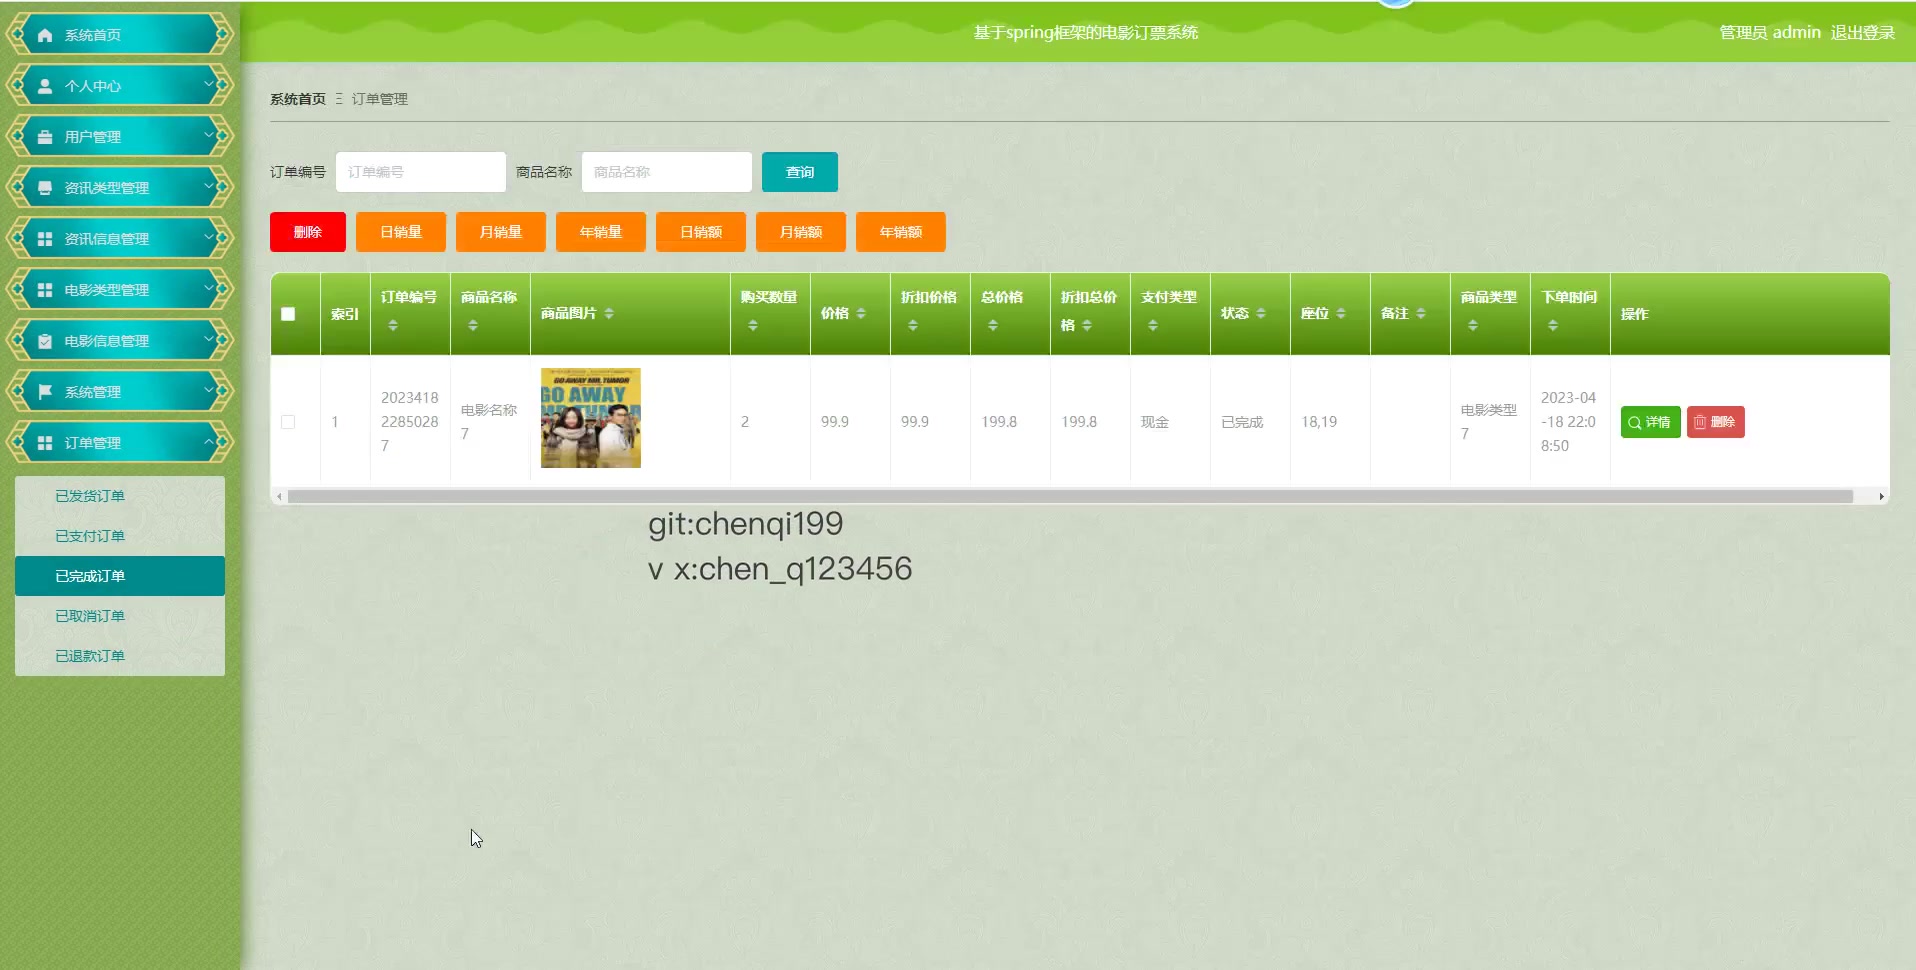 基于spring框架的电影订票系统
管理员 admin 退出登录
系统首页
个人中心
用户管理
资讯类型管理
资讯信息管理
电影类型管理
电影信息管理
系统管理
订单管理
已发货订单
已支付订单
已完成订单
已取消订单
已退款订单
系统首页 Ξ 订单管理
订单编号 订单编号 商品名称 商品名称 查询
删除 日销量 月销量 年销量 日销额 月销额 年销额
索引 订单编号 商品名称 商品图片 购买数量 价格 折扣价格 总价格 折扣总价格 支付类型 状态 座位 备注 商品类型 下单时间 操作
GO AWAY MR. TUMOR
GO AWAY
1 202341822850287 电影名称7 2 99.9 99.9 199.8 199.8 现金 已完成 18,19 电影类型7 2023-04-18 22:08:50 详情 删除
git:chenqi199
v x:chen_q123456